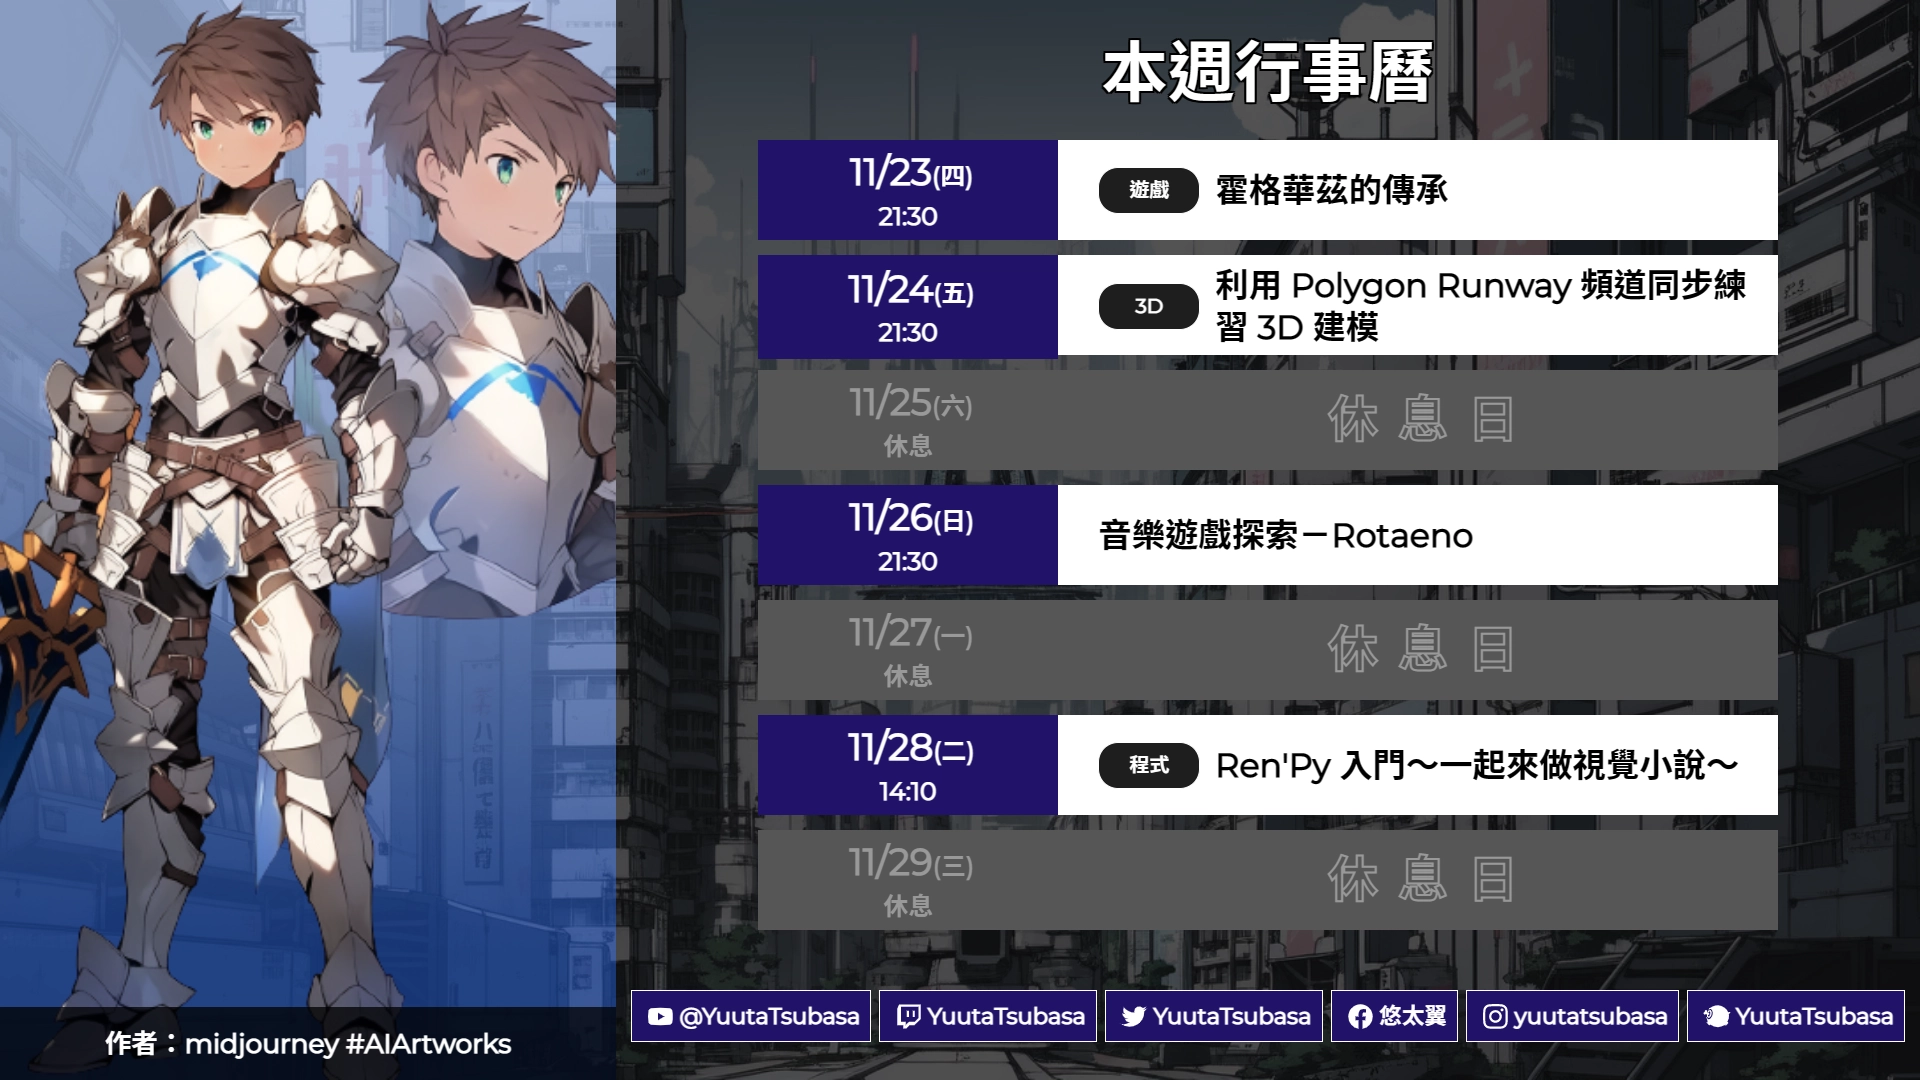 本週行事曆
11/23(四)
21:30
遊戲
霍格華茲的傳承
11/24(五)
21:30
3D
利用 Polygon Runway 頻道同步練
習 3D 建模
11/25(六)
休息
休息日
11/26(日)
21:30
音樂遊戲探索－Rotaeno
11/27(一)
休息
休息日
11/28(二)
14:10
程式
Ren'Py 入門～一起來做視覺小說～
11/29(三)
休息
休息日
@YuutaTsubasa
YuutaTsubasa
YuutaTsubasa
悠太翼
yuutatsubasa
YuutaTsubasa
作者：midjourney #AIArtworks